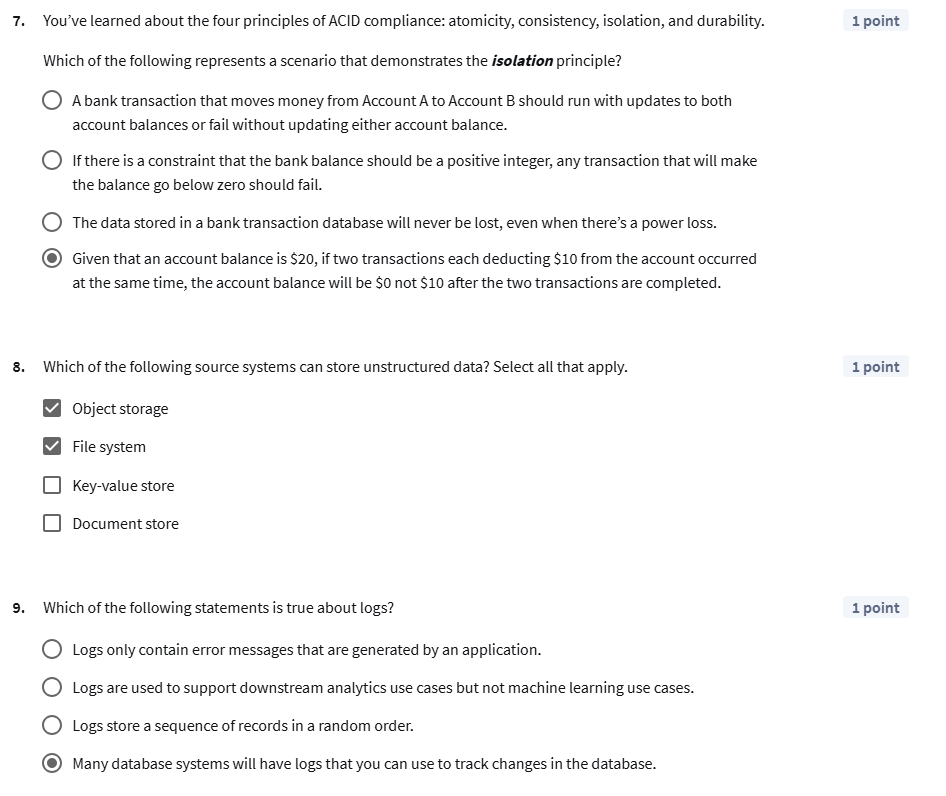 7. You’ve learned about the four principles of ACID compliance: atomicity, consistency, isolation, and durability. 1 point
Which of the following represents a scenario that demonstrates the isolation principle?
A bank transaction that moves money from Account A to Account B should run with updates to both
account balances or fail without updating either account balance.
If there is a constraint that the bank balance should be a positive integer, any transaction that will make
the balance go below zero should fail.
The data stored in a bank transaction database will never be lost, even when there’s a power loss.
Given that an account balance is $20, if two transactions each deducting $10 from the account occurred
at the same time, the account balance will be $0 not $10 after the two transactions are completed.
8. Which of the following source systems can store unstructured data? Select all that apply. 1 point
Object storage
File system
Key-value store
Document store
9. Which of the following statements is true about logs? 1 point
Logs only contain error messages that are generated by an application.
Logs are used to support downstream analytics use cases but not machine learning use cases.
Logs store a sequence of records in a random order.
Many database systems will have logs that you can use to track changes in the database.